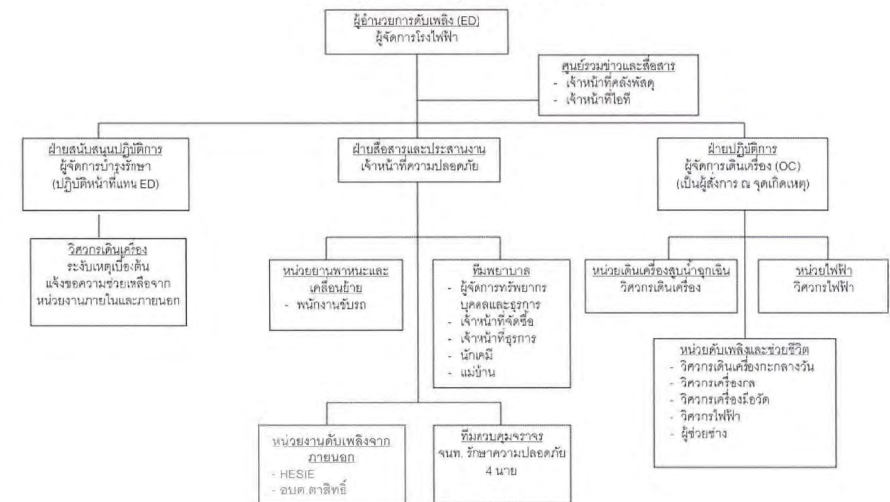 ผู้อำนวยการดับเพลิง (ED)
ผู้จัดการโรงไฟฟ้า
ศูนย์รวมข่าวและสื่อสาร
- เจ้าหน้าที่คลังพัสดุ
- เจ้าหน้าที่ไอที
ฝ่ายสนับสนุนปฏิบัติการ
ผู้จัดการบำรุงรักษา
(ปฏิบัติหน้าที่แทน ED)
ฝ่ายสื่อสารและประสานงาน
เจ้าหน้าที่ความปลอดภัย
ฝ่ายปฏิบัติการ
ผู้จัดการเดินเครื่อง (OC)
(เป็นผู้สั่งการ ณ จุดเกิดเหตุ)
วิศวกรเดินเครื่อง
ระงับเหตุเบื้องต้น
แจ้งขอความช่วยเหลือจาก
หน่วยงานภายในและภายนอก
หน่วยยานพาหนะและ
เคลื่อนย้าย
- พนักงานขับรถ
ทีมพยาบาล
- ผู้จัดการทรัพยากร
บุคคลและธุรการ
- เจ้าหน้าที่จัดซื้อ
- เจ้าหน้าที่ธุรการ
- นักเคมี
- แม่บ้าน
หน่วยเดินเครื่องสูบน้ำฉุกเฉิน
วิศวกรเดินเครื่อง
หน่วยไฟฟ้า
วิศวกรไฟฟ้า
หน่วยดับเพลิงและช่วยชีวิต
- วิศวกรเดินเครื่องกะกลางวัน
- วิศวกรเครื่องกล
- วิศวกรเครื่องมือวัด
- วิศวกรไฟฟ้า
- ผู้ช่วยช่าง
หน่วยงานดับเพลิงจาก
ภายนอก
- HESIE
- อบต.ตาสิทธิ์
ทีมควบคุมจราจร
จนท. รักษาความปลอดภัย
4 นาย